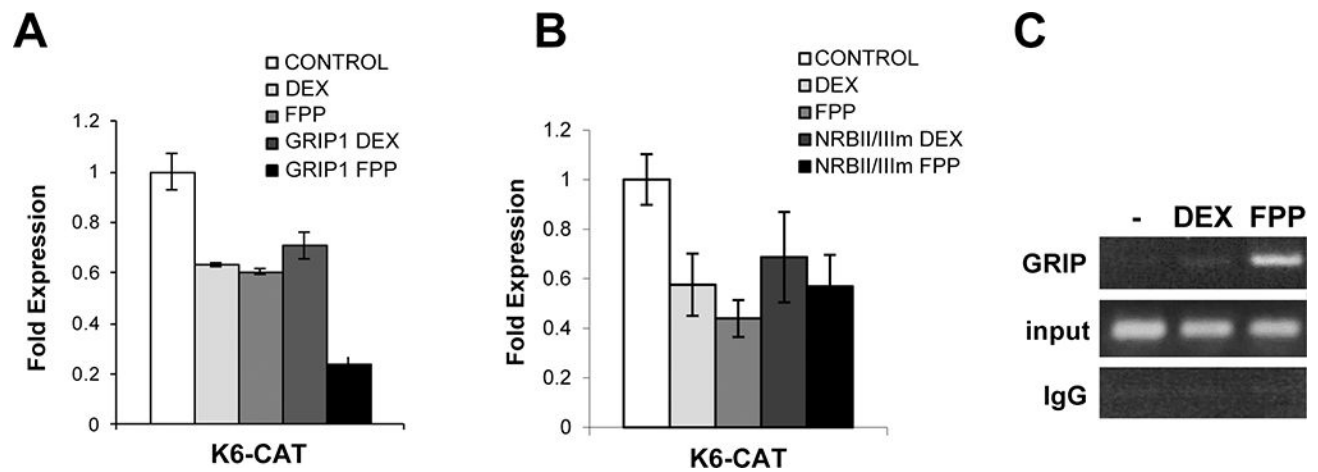 A
CONTROL
DEX
FPP
GRIP1 DEX
GRIP1 FPP
Fold Expression
1.2
1
0.8
0.6
0.4
0.2
0
K6-CAT
B
CONTROL
DEX
FPP
NRBII/IIIm DEX
NRBII/IIIm FPP
Fold Expression
1.2
1
0.8
0.6
0.4
0.2
0
K6-CAT
C
- DEX FPP
GRIP
input
IgG